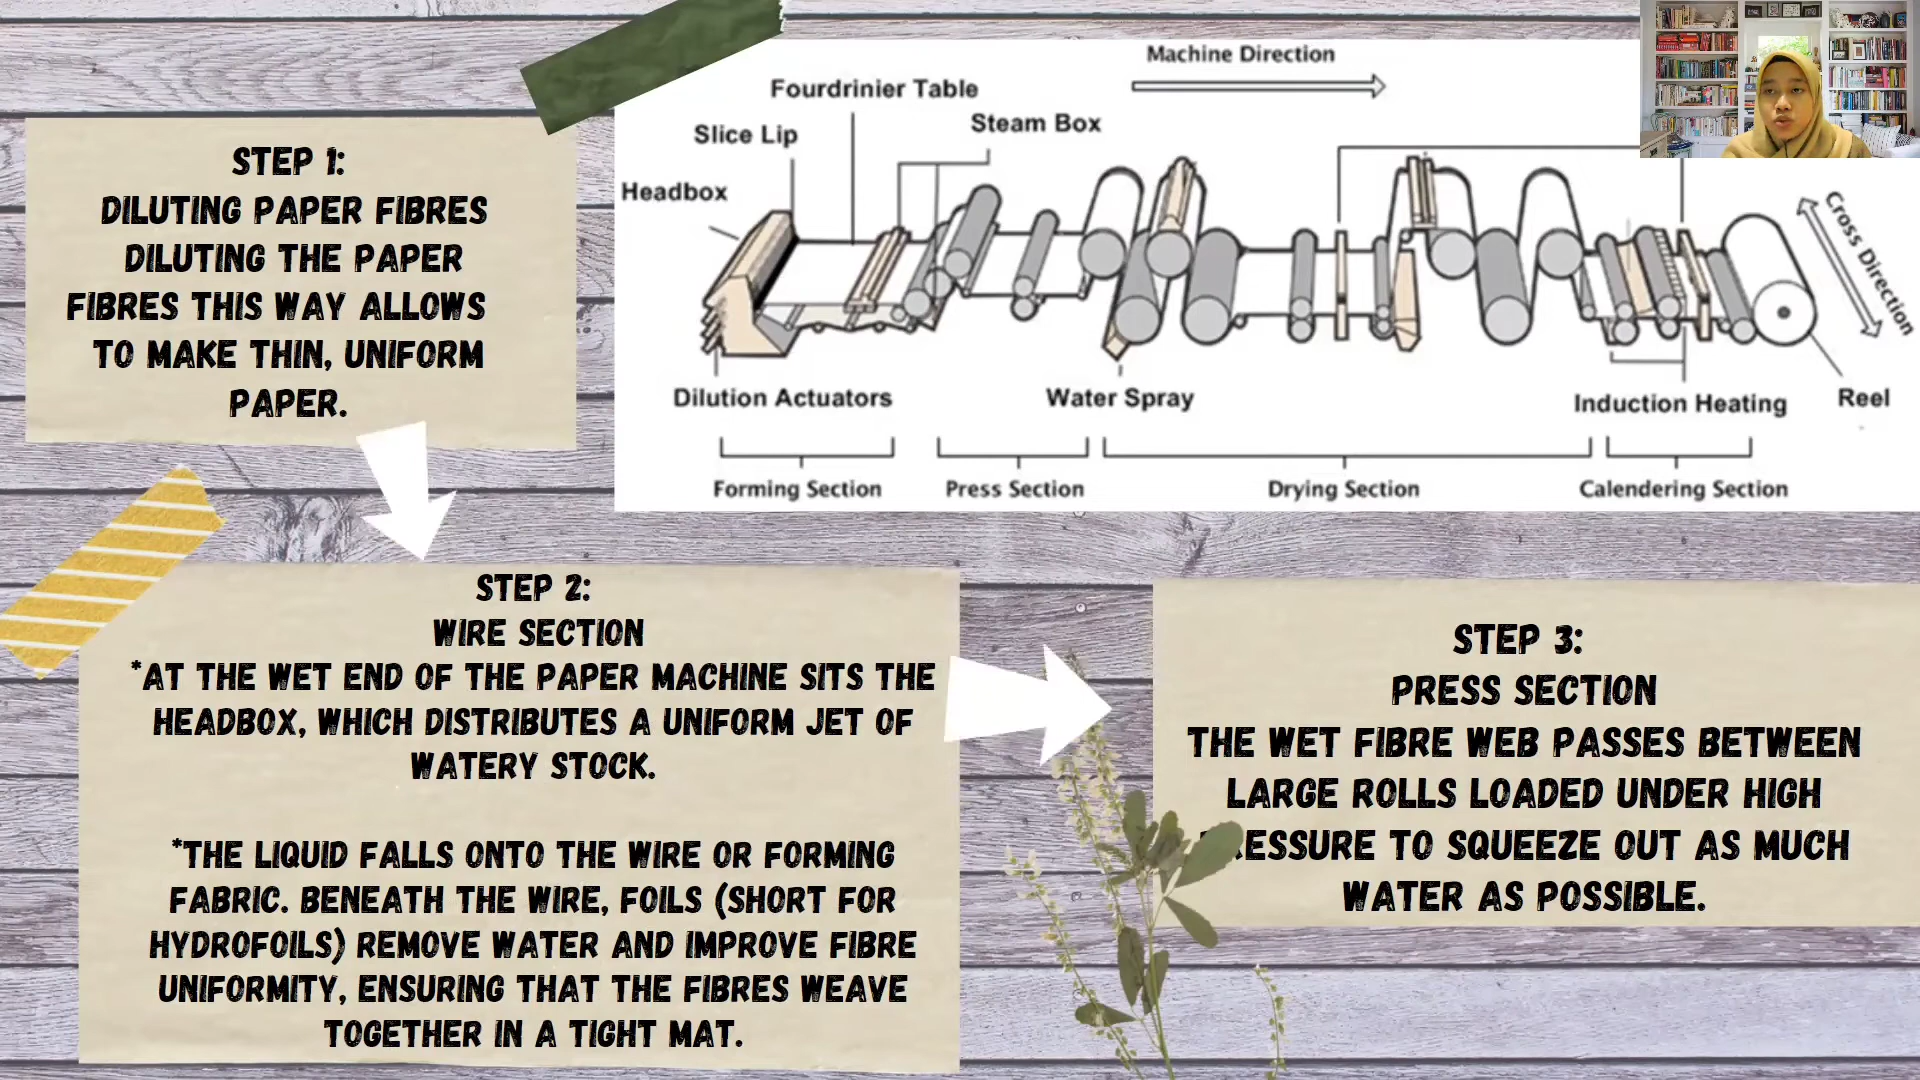 STEP 1:
DILUTING PAPER FIBRES
DILUTING THE PAPER
FIBRES THIS WAY ALLOWS
TO MAKE THIN, UNIFORM
PAPER.
Machine Direction
Fourdrinier Table
Steam Box
Slice Lip
Headbox
Cross Direction
Dilution Actuators
Water Spray
Induction Heating
Reel
Forming Section
Press Section
Drying Section
Calendering Section
STEP 2:
WIRE SECTION
*AT THE WET END OF THE PAPER MACHINE SITS THE
HEADBOX, WHICH DISTRIBUTES A UNIFORM JET OF
WATERY STOCK.
*THE LIQUID FALLS ONTO THE WIRE OR FORMING
FABRIC. BENEATH THE WIRE, FOILS (SHORT FOR
HYDROFOILS) REMOVE WATER AND IMPROVE FIBRE
UNIFORMITY, ENSURING THAT THE FIBRES WEAVE
TOGETHER IN A TIGHT MAT.
STEP 3:
PRESS SECTION
THE WET FIBRE WEB PASSES BETWEEN
LARGE ROLLS LOADED UNDER HIGH
PRESSURE TO SQUEEZE OUT AS MUCH
WATER AS POSSIBLE.